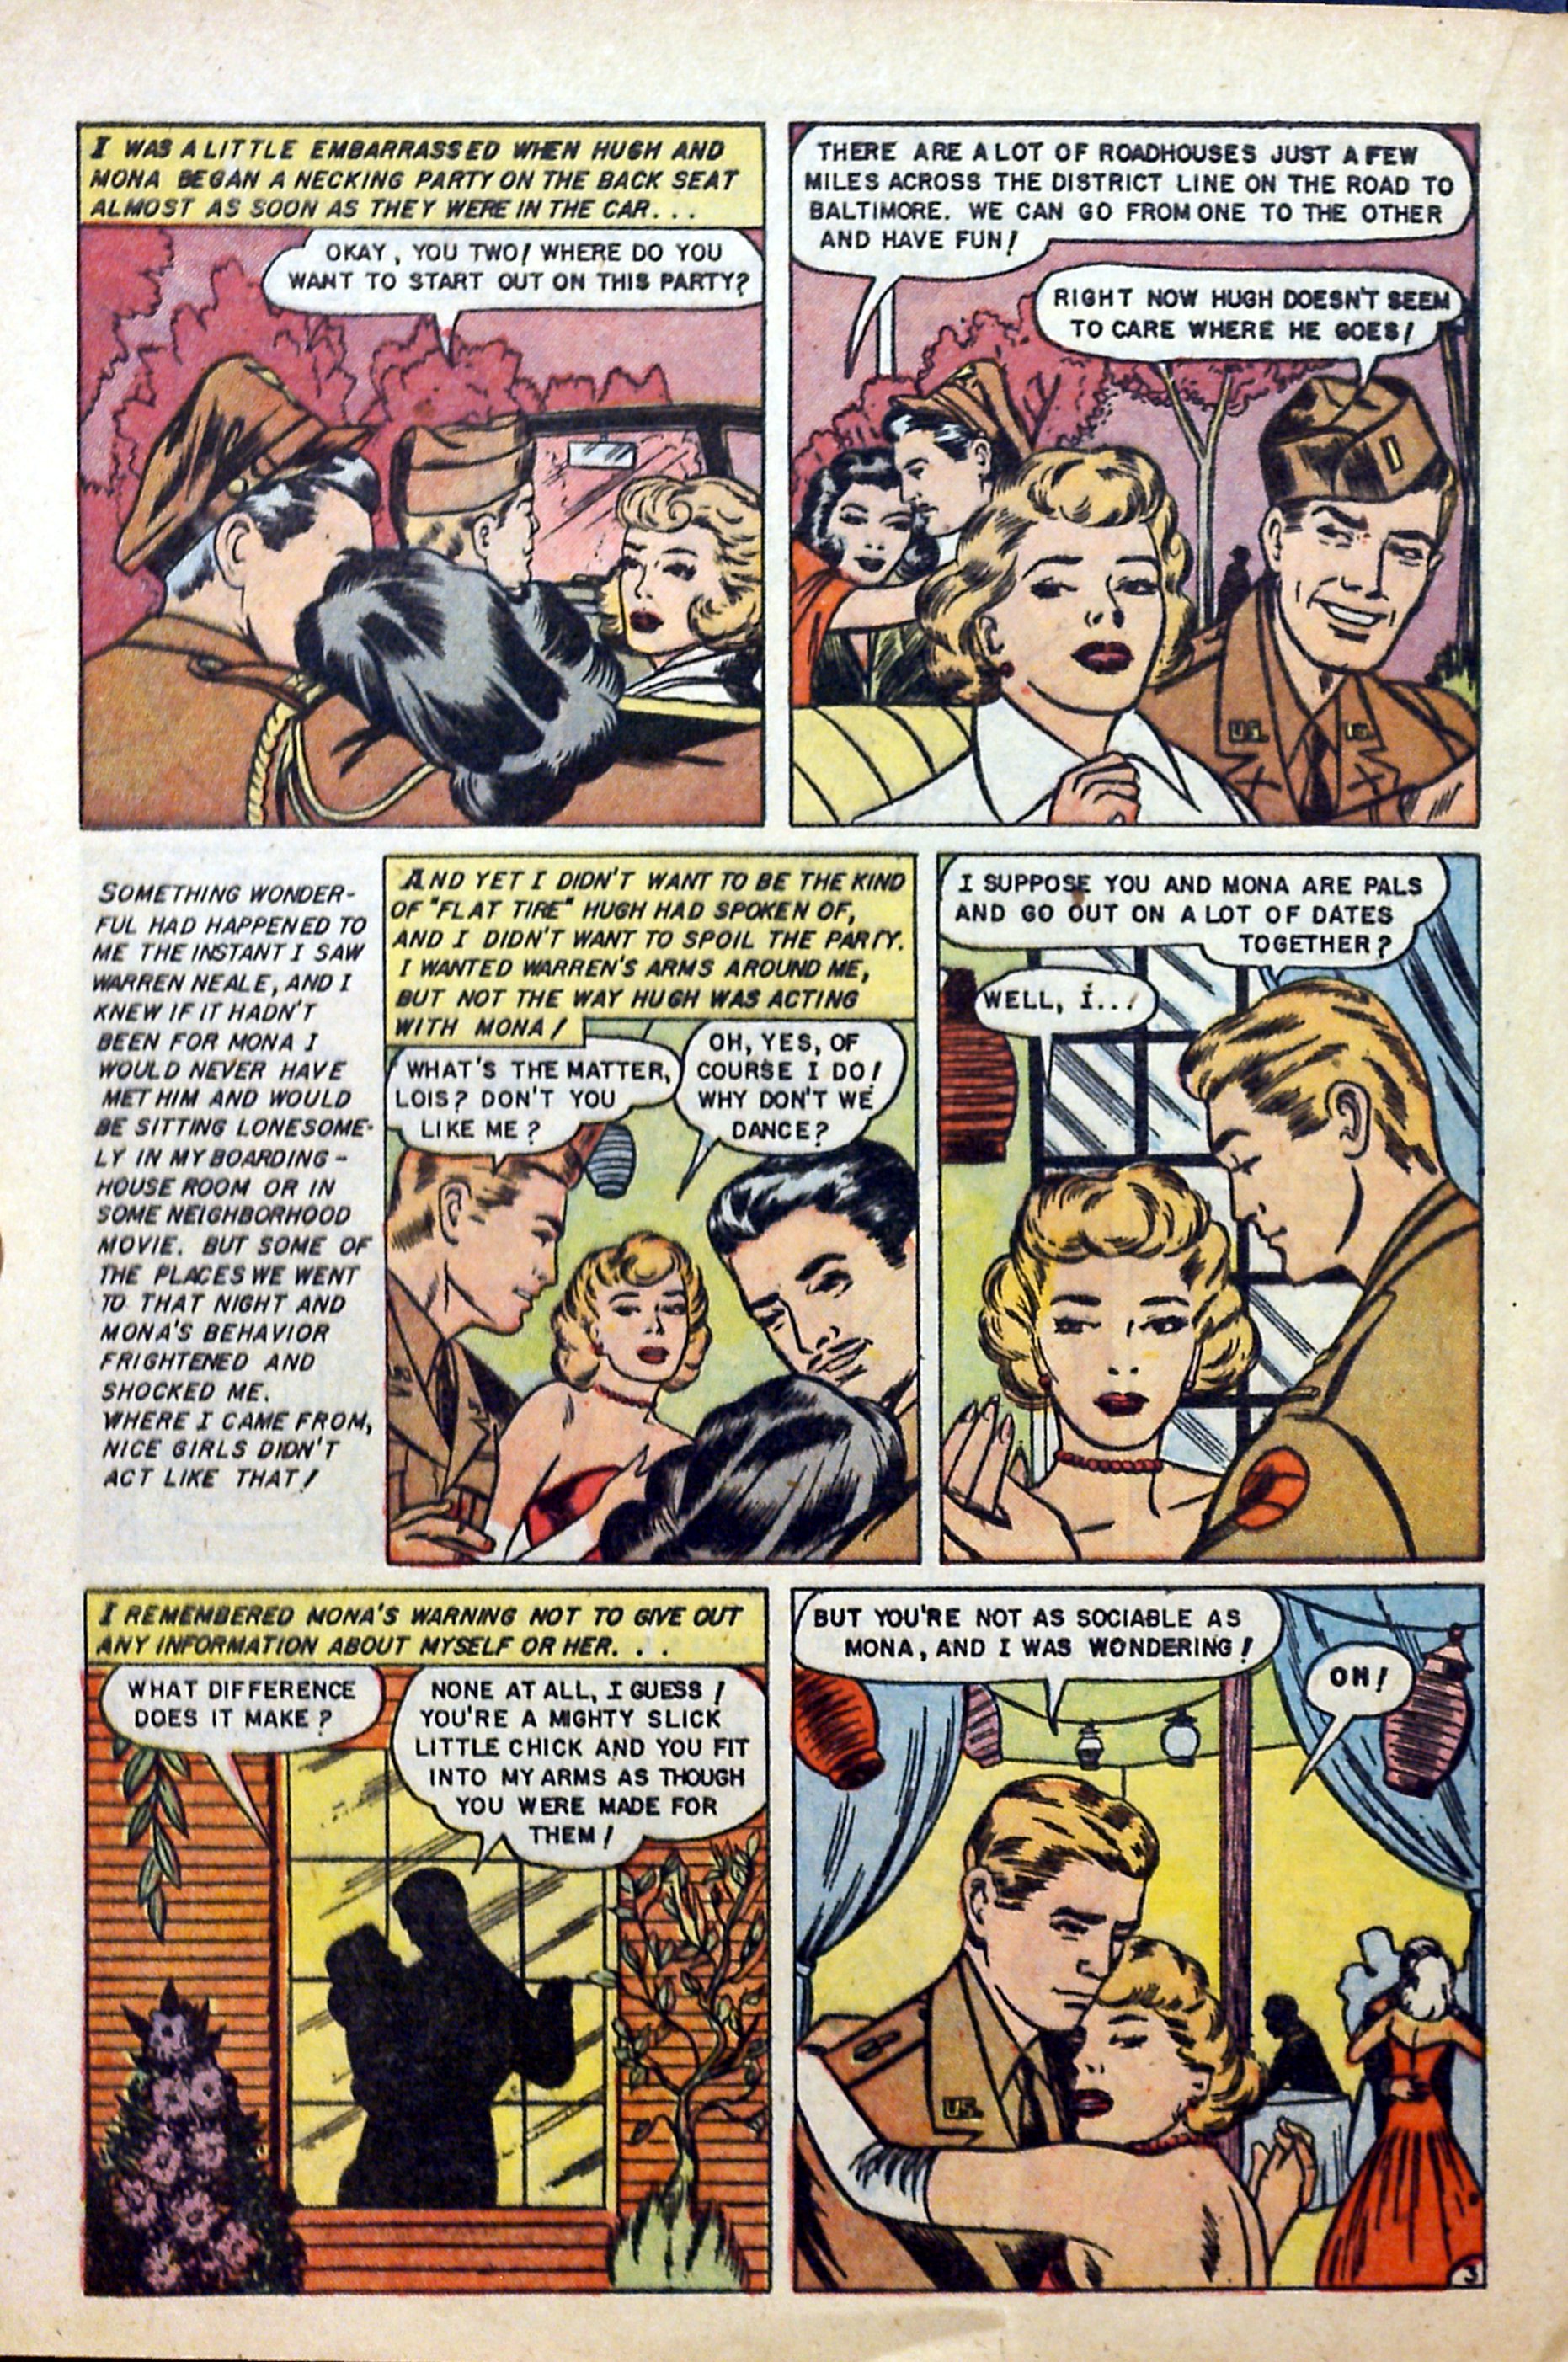 I WAS A LITTLE EMBARRASSED WHEN HUGH AND
MONA BEGAN A NECKING PARTY ON THE BACK SEAT
ALMOST AS SOON AS THEY WERE IN THE CAR...
OKAY, YOU TWO! WHERE DO YOU
WANT TO START OUT ON THIS PARTY?
THERE ARE A LOT OF ROADHOUSES JUST A FEW
MILES ACROSS THE DISTRICT LINE ON THE ROAD TO
BALTIMORE. WE CAN GO FROM ONE TO THE OTHER
AND HAVE FUN!
RIGHT NOW HUGH DOESN'T SEEM
TO CARE WHERE HE GOES!
U.S.
SOMETHING WONDER-
FUL HAD HAPPENED TO
ME THE INSTANT I SAW
WARREN NEALE, AND I
KNEW IF IT HADN'T
BEEN FOR MONA I
WOULD NEVER HAVE
MET HIM AND WOULD
BE SITTING LONESOME-
LY IN MY BOARDING-
HOUSE ROOM OR IN
SOME NEIGHBORHOOD
MOVIE. BUT SOME OF
THE PLACES WE WENT
TO THAT NIGHT AND
MONA'S BEHAVIOR
FRIGHTENED AND
SHOCKED ME.
WHERE I CAME FROM,
NICE GIRLS DIDN'T
ACT LIKE THAT!
AND YET I DIDN'T WANT TO BE THE KIND
OF "FLAT TIRE" HUGH HAD SPOKEN OF,
AND I DIDN'T WANT TO SPOIL THE PARTY.
I WANTED WARREN'S ARMS AROUND ME,
BUT NOT THE WAY HUGH WAS ACTING
WITH MONA!
WHAT'S THE MATTER,
LOIS? DON'T YOU
LIKE ME?
OH, YES, OF
COURSE I DO!
WHY DON'T WE
DANCE?
I SUPPOSE YOU AND MONA ARE PALS
AND GO OUT ON A LOT OF DATES
TOGETHER?
WELL, I...!
I REMEMBERED MONA'S WARNING NOT TO GIVE OUT
ANY INFORMATION ABOUT MYSELF OR HER...
WHAT DIFFERENCE
DOES IT MAKE?
NONE AT ALL, I GUESS!
YOU'RE A MIGHTY SLICK
LITTLE CHICK AND YOU FIT
INTO MY ARMS AS THOUGH
YOU WERE MADE FOR
THEM!
BUT YOU'RE NOT AS SOCIABLE AS
MONA, AND I WAS WONDERING!
OH!
U.S.
3